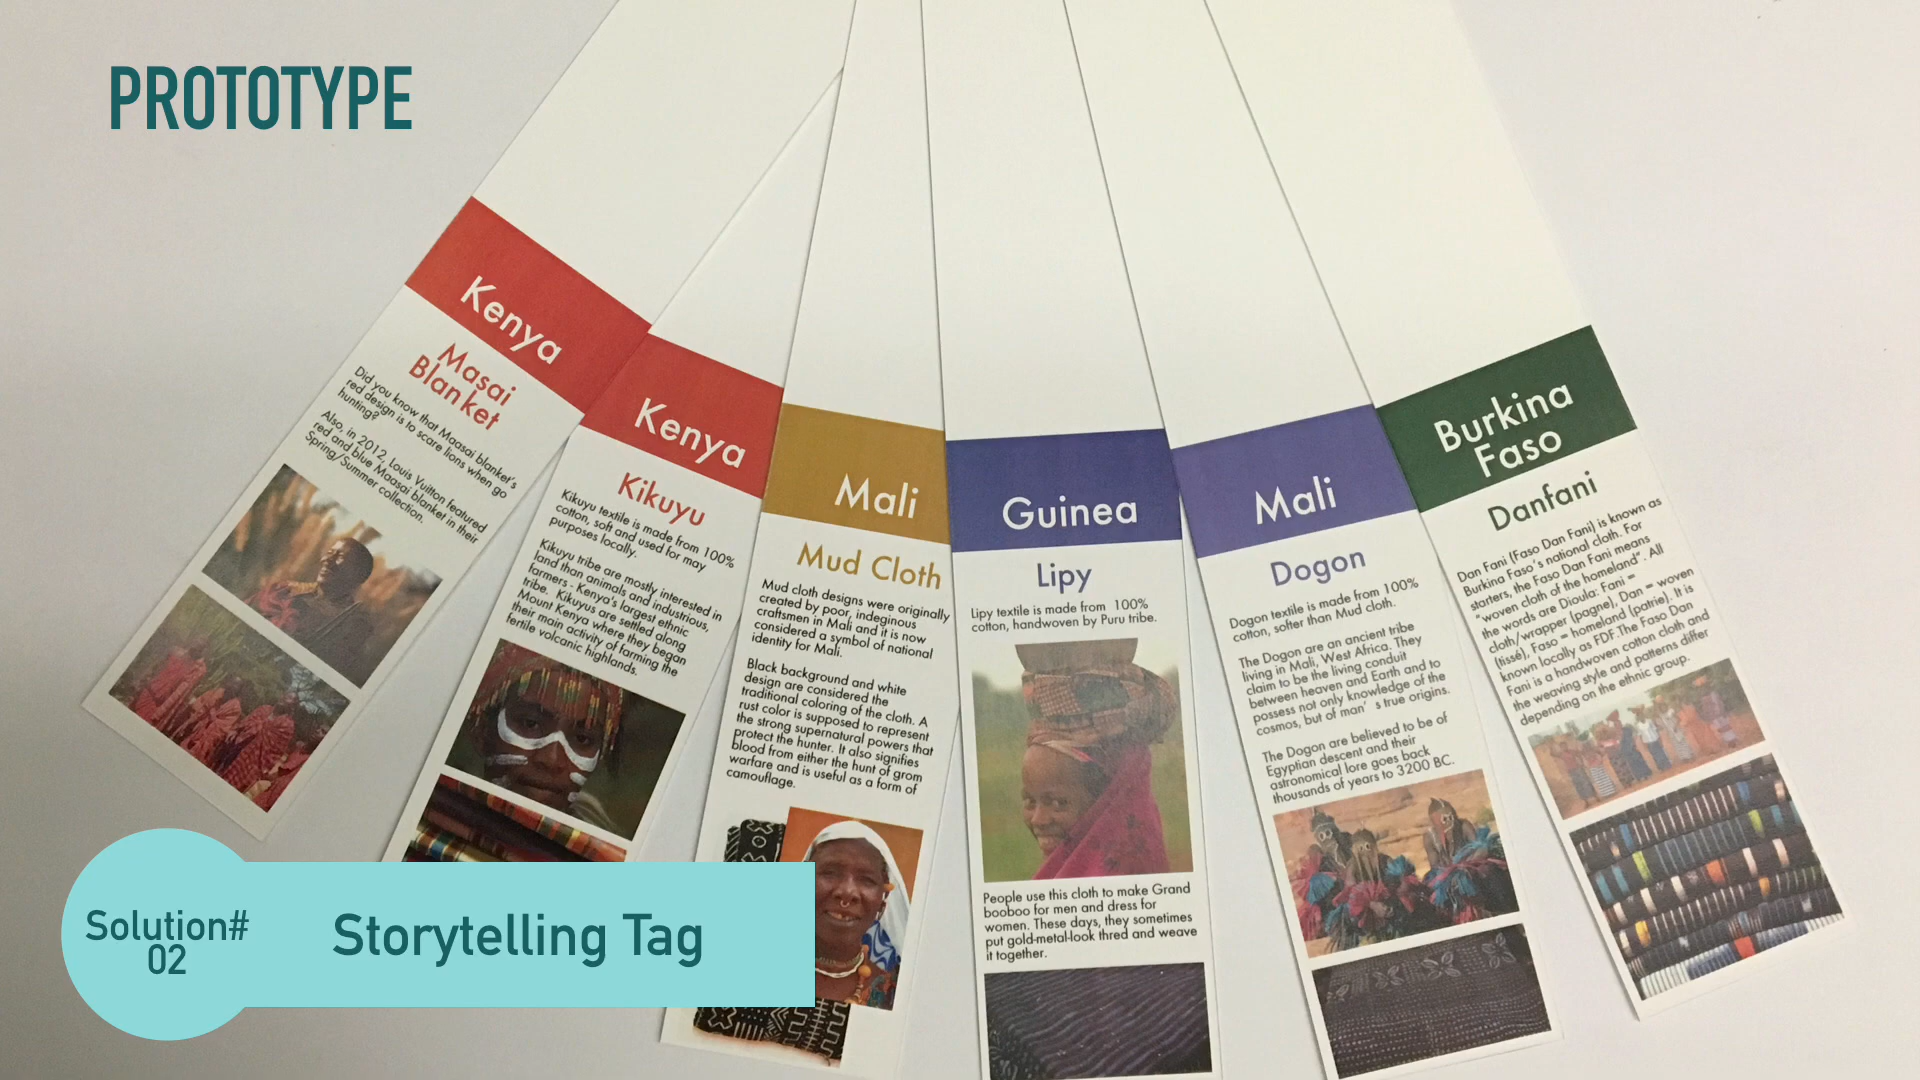 PROTOTYPE
Kenya
Masai
Blanket
Did you know that Maasai blanket's
red design is to scare lions when go
hunting?
Also, in 2012, Louis Vuitton featured
red and blue Maasai blanket in their
Spring/Summer collection.
Kenya
Kikuyu
Kikuyu textile is made from 100%
cotton, soft and used for may
purposes locally.
Kikuyu tribe are mostly interested in
land than animals and industrious,
farmers - Kenya's largest ethnic
tribe. Kikuyus are settled along
Mount Kenya where they began
their main activity of farming the
fertile volcanic highlands.
Mali
Mud Cloth
Mud cloth designs were originally
created by poor, indeginous
craftsmen in Mali and it is now
considered a symbol of national
identity for Mali.
Black background and white
design are considered the
traditional coloring of the cloth. A
rust color is supposed to represent
the strong supernatural powers that
protect the hunter. It also signifies
blood from either the hunt of grom
warfare and is useful as a form of
camouflage.
Guinea
Lipy
Lipy textile is made from 100%
cotton, handwoven by Puru tribe.
People use this cloth to make Grand
booboo for men and dress for
women. These days, they sometimes
put gold-metal-look thred and weave
it together.
Mali
Dogon
Dogon textile is made from 100%
cotton, softer than Mud cloth.
The Dogon are an ancient tribe
living in Mali, West Africa. They
claim to be the living conduit
between heaven and Earth and to
possess not only knowledge of the
cosmos, but of man's true origins.
The Dogon are believed to be of
Egyptian descent and their
astronomical lore goes back
thousands of years to 3200 BC.
Burkina
Faso
Danfani
Dan Fani (Faso Dan Fani) is known as
Burkina Faso's national cloth. For
starters, the Faso Dan Fani means
"woven cloth of the homeland". All
the words are Dioula: Fani =
cloth/wrapper (pagne), Dan = woven
(tissé), Faso = homeland (patrie). It is
known locally as FDF.The Faso Dan
Fani is a handwoven cotton cloth and
the weaving style and patterns differ
depending on the ethnic group.
Solution#
02
Storytelling Tag